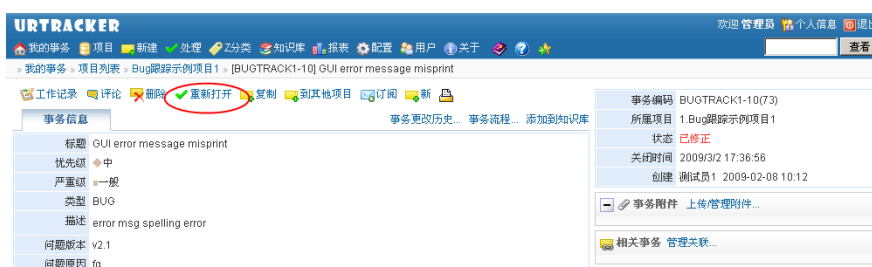 URTRACKER
欢迎 管理员 个人信息 退出
我的事务 项目 新建 处理 Z分类 知识库 报表 配置 用户 关于 查看
» 我的事务 » 项目列表 » Bug跟踪示例项目1 » [BUGTRACK1-10] GUI error message misprint
工作记录 评论 删除 重新打开 复制 到其他项目 订阅 新
事务信息 事务更改历史... 事务流程... 添加到知识库
标题 GUI error message misprint
优先级 中
严重级 一般
类型 BUG
描述 error msg spelling error
问题版本 v2.1
问题原因 fg
事务编码 BUGTRACK1-10(73)
所属项目 1.Bug跟踪示例项目1
状态 已修正
关闭时间 2009/3/2 17:36:56
创建 测试员1 2009-02-08 10:12
事务附件 上传/管理附件...
相关事务 管理关联...